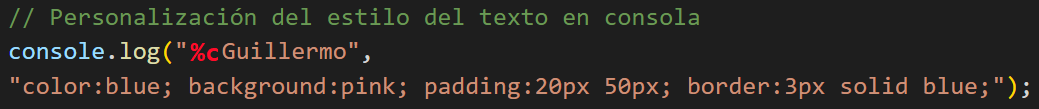 // Personalización del estilo del texto en consola
console.log("%cGuillermo",
"color:blue; background:pink; padding:20px 50px; border:3px solid blue;");